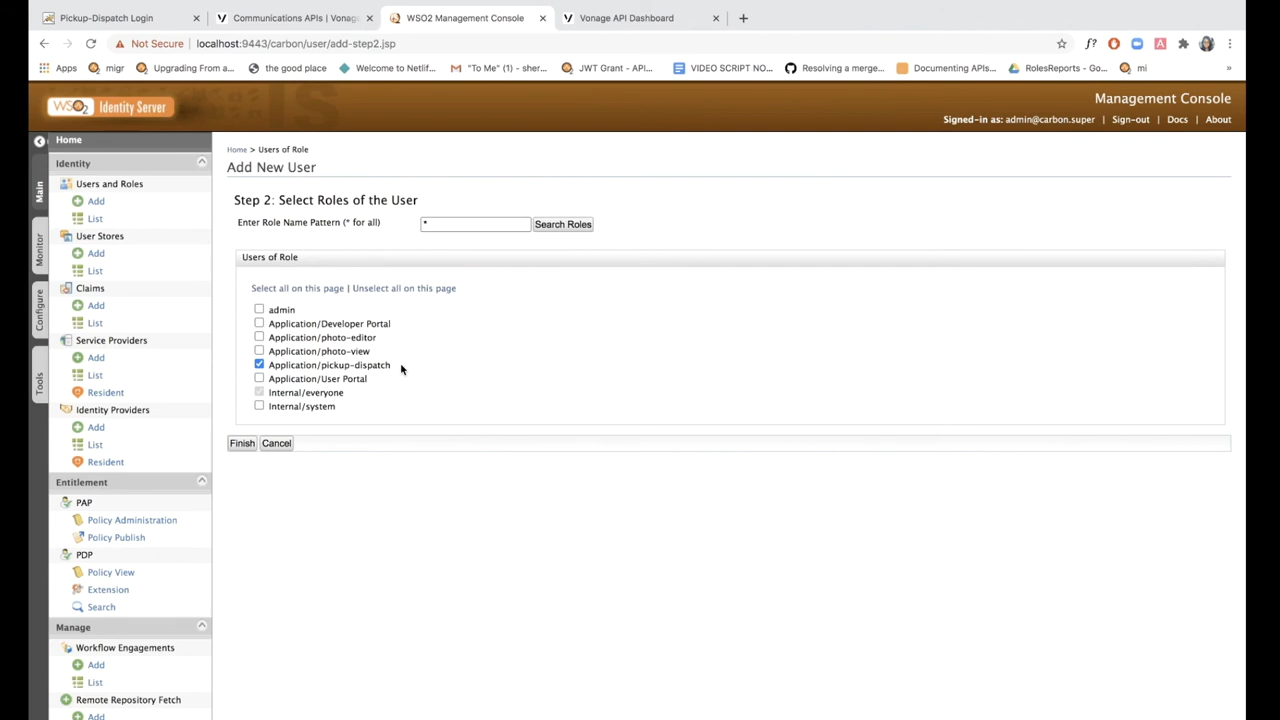 Pickup-Dispatch Login
Communications APIs | Vonag
WSO2 Management Console
Vonage API Dashboard
Not Secure | localhost:9443/carbon/user/add-step2.jsp
Apps
migr
Upgrading From a...
the good place
Welcome to Netlif...
"To Me" (1) – sher...
JWT Grant - API...
VIDEO SCRIPT NO...
Resolving a merge...
Documenting APIs...
RolesReports - Go...
mi
»
WSO2 Identity Server
Management Console
Signed-in as: admin@carbon.super | Sign-out | Docs | About
Main
Monitor
Configure
Tools
Home
Identity
Users and Roles
Add
List
User Stores
Add
List
Claims
Add
List
Service Providers
Add
List
Resident
Identity Providers
Add
List
Resident
Entitlement
PAP
Policy Administration
Policy Publish
PDP
Policy View
Extension
Search
Manage
Workflow Engagements
Add
List
Remote Repository Fetch
Add
Home > Users of Role
Add New User
Step 2: Select Roles of the User
Enter Role Name Pattern (* for all)
*
Search Roles
Users of Role
Select all on this page | Unselect all on this page
admin
Application/Developer Portal
Application/photo-editor
Application/photo-view
Application/pickup-dispatch
Application/User Portal
Internal/everyone
Internal/system
Finish
Cancel